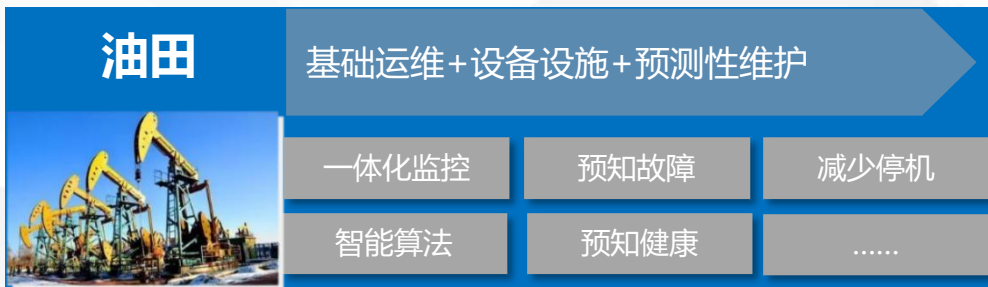 油田
基础运维+设备设施+预测性维护
一体化监控
预知故障
减少停机
智能算法
预知健康
......